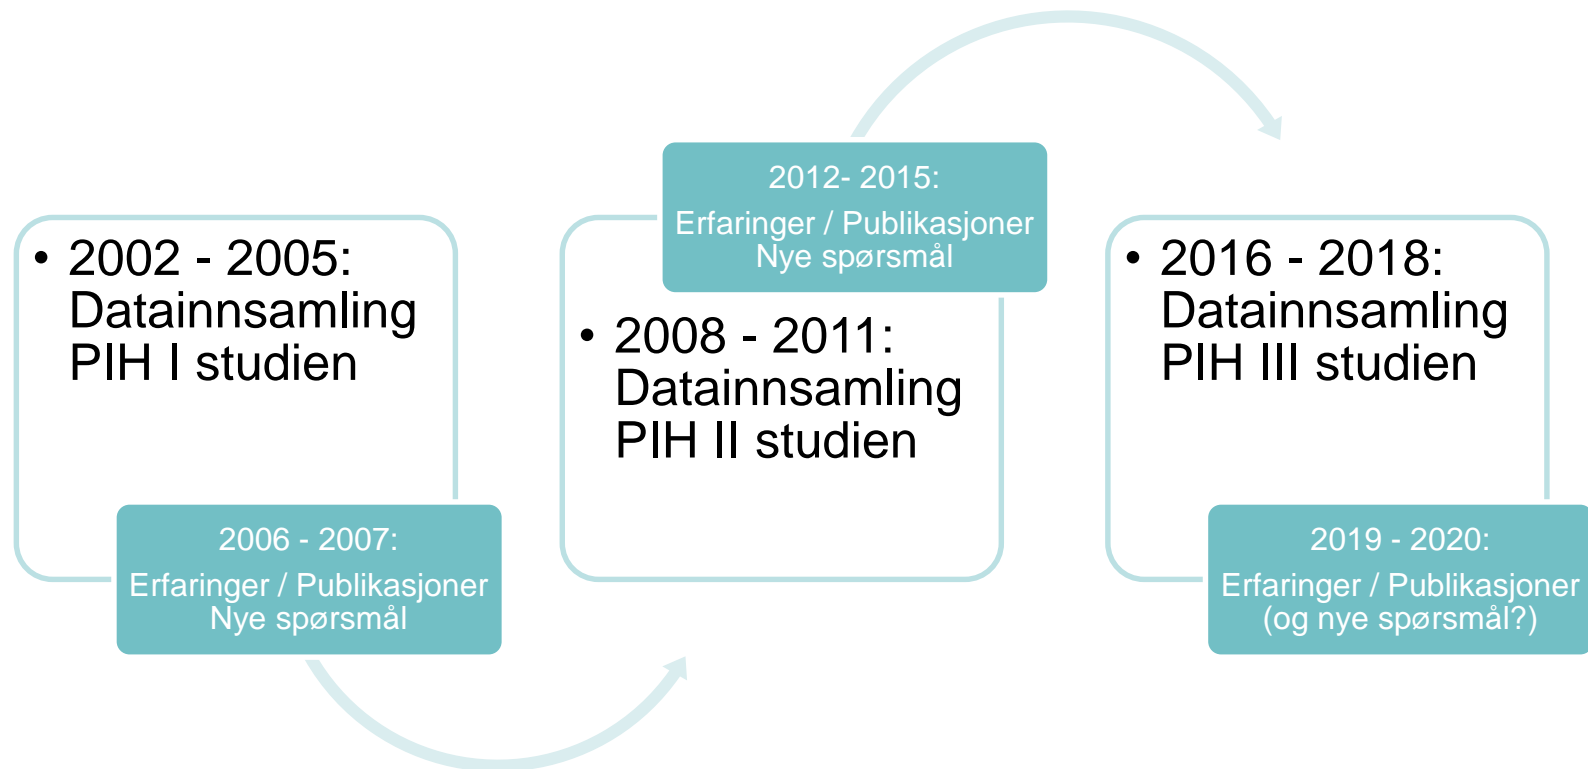 • 2002 - 2005:
Datainnsamling
PIH I studien
2006 - 2007:
Erfaringer / Publikasjoner
Nye spørsmål
2012- 2015:
Erfaringer / Publikasjoner
Nye spørsmål
• 2008 - 2011:
Datainnsamling
PIH II studien
• 2016 - 2018:
Datainnsamling
PIH III studien
2019 - 2020:
Erfaringer / Publikasjoner
(og nye spørsmål?)